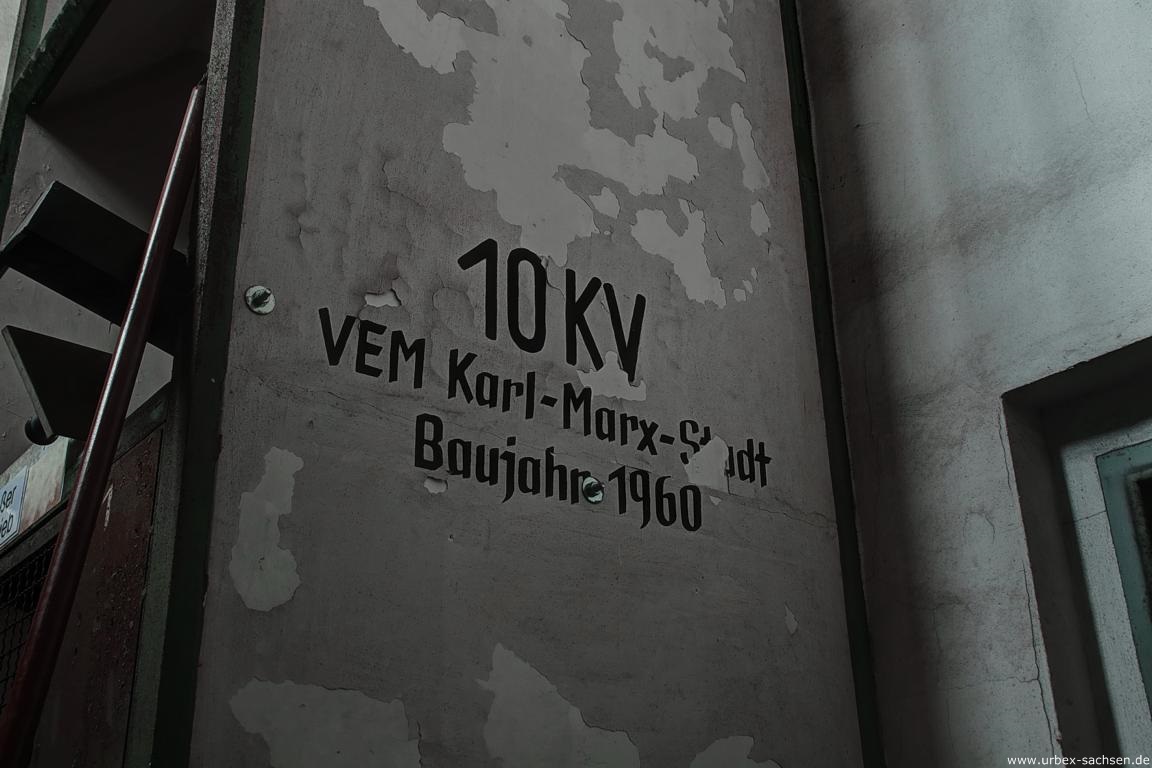 10 KV
VEM Karl-Marx-Stadt
Baujahr 1960
www.urbex-sachsen.de